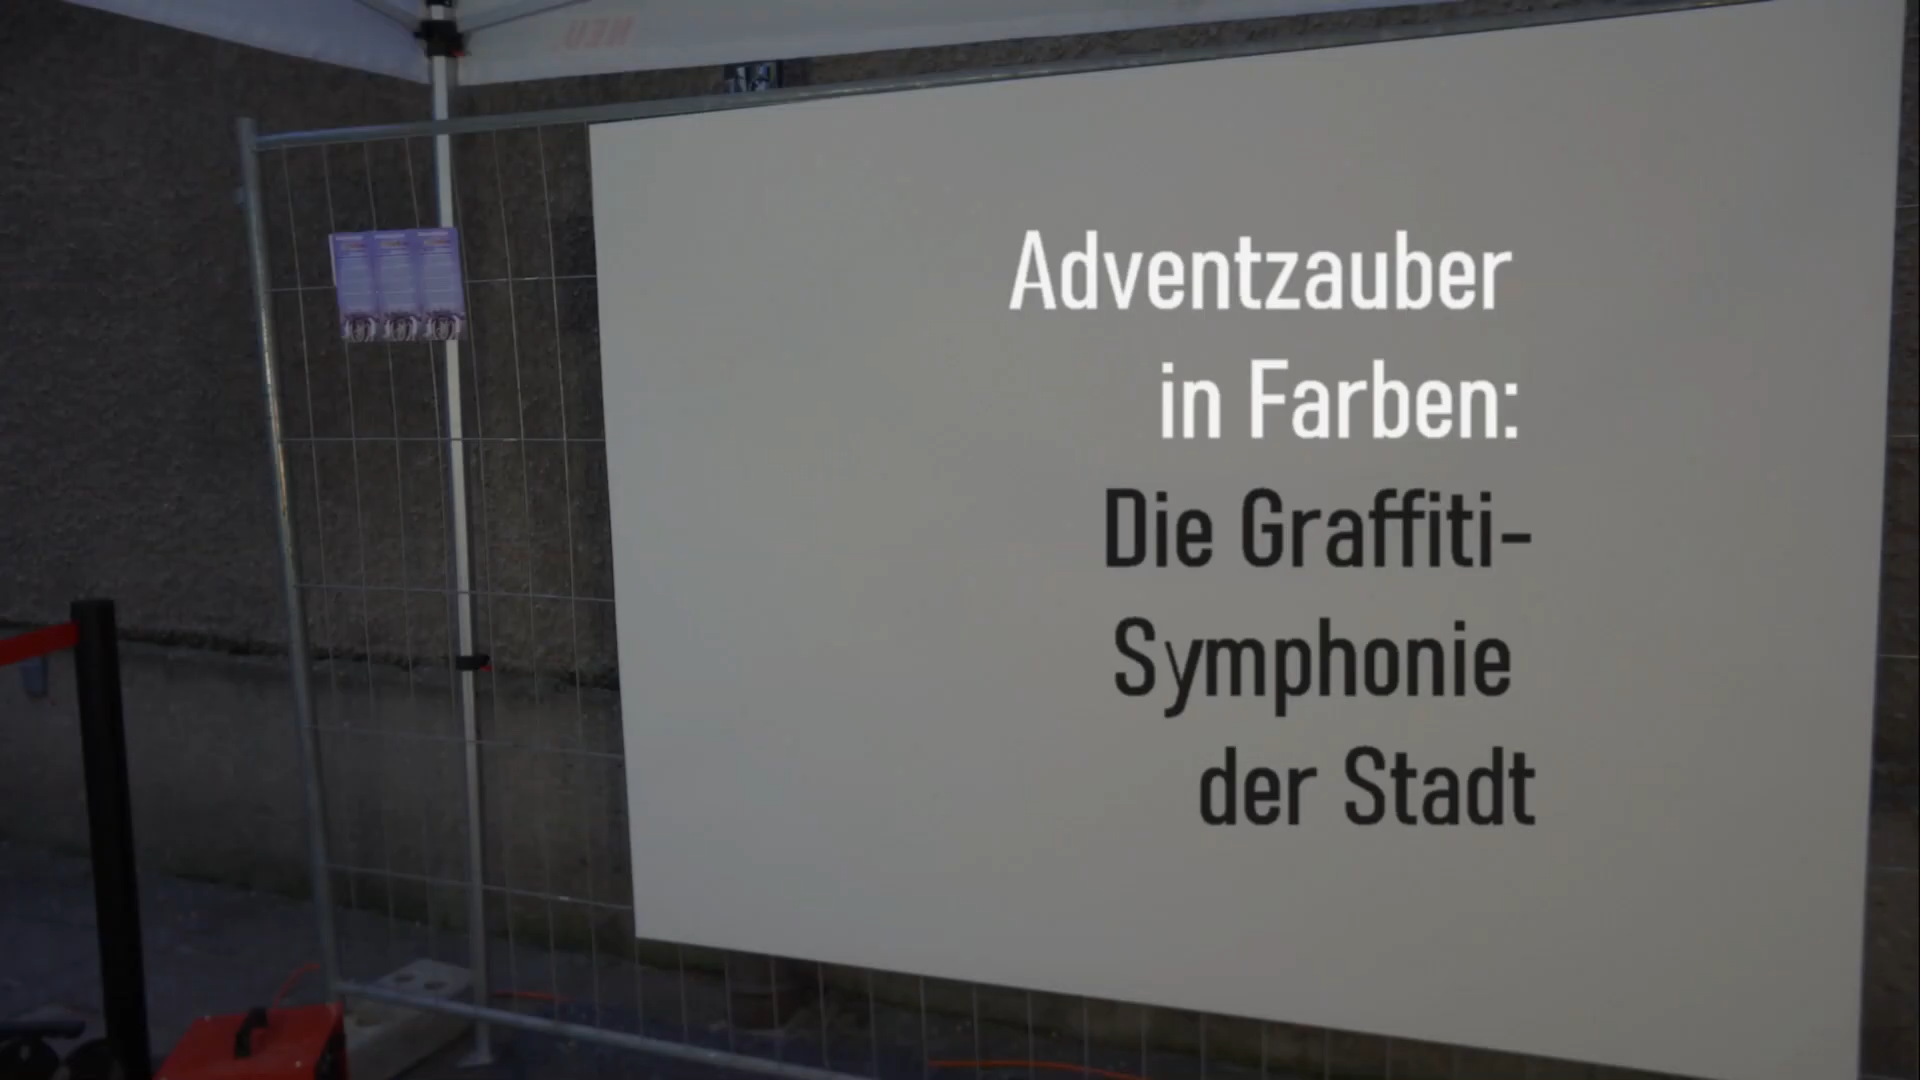 Adventzauber
in Farben:
Die Graffiti-
Symphonie
der Stadt